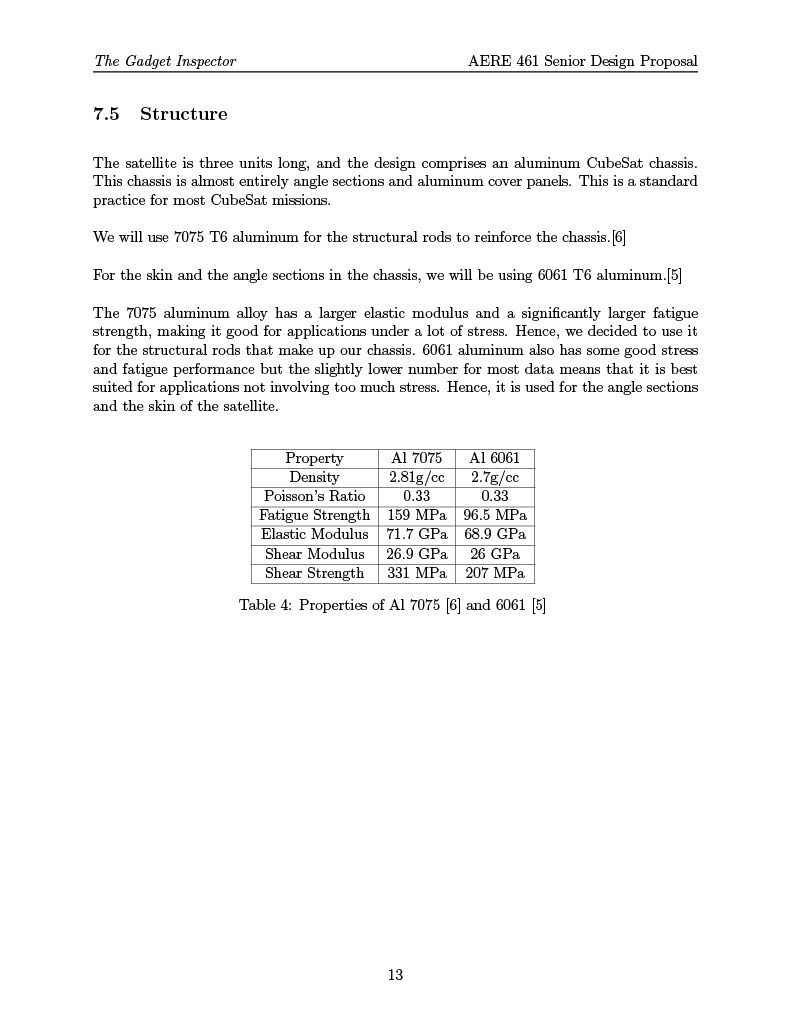 The Gadget Inspector AERE 461 Senior Design Proposal
7.5 Structure
The satellite is three units long, and the design comprises an aluminum CubeSat chassis.
This chassis is almost entirely angle sections and aluminum cover panels. This is a standard
practice for most CubeSat missions.
We will use 7075 T6 aluminum for the structural rods to reinforce the chassis.[6]
For the skin and the angle sections in the chassis, we will be using 6061 T6 aluminum.[5]
The 7075 aluminum alloy has a larger elastic modulus and a significantly larger fatigue
strength, making it good for applications under a lot of stress. Hence, we decided to use it
for the structural rods that make up our chassis. 6061 aluminum also has some good stress
and fatigue performance but the slightly lower number for most data means that it is best
suited for applications not involving too much stress. Hence, it is used for the angle sections
and the skin of the satellite.
Property Al 7075 Al 6061
Density 2.81g/cc 2.7g/cc
Poisson's Ratio 0.33 0.33
Fatigue Strength 159 MPa 96.5 MPa
Elastic Modulus 71.7 GPa 68.9 GPa
Shear Modulus 26.9 GPa 26 GPa
Shear Strength 331 MPa 207 MPa
Table 4: Properties of Al 7075 [6] and 6061 [5]
13